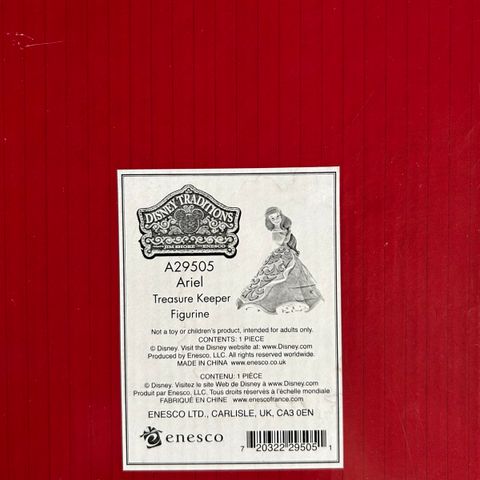 DISNEY TRADITIONS
JIM SHORE ENESCO
A29505
Ariel
Treasure Keeper
Figurine
Not a toy or children's product, intended for adults only.
CONTENTS: 1 PIECE
© Disney. Visit the Disney website at: www.Disney.com
Produced by Enesco, LLC. All rights reserved worldwide.
MADE IN CHINA www.enesco.co.uk
CONTENU: 1 PIÈCE
© Disney. Visitez le site Web de Disney à www.Disney.com
Produit par Enesco, LLC. Tous droits réservés à l'échelle mondiale
FABRIQUÉ EN CHINE www.enescofrance.com
ENESCO LTD., CARLISLE, UK, CA3 0EN
enesco
7 20322 29505 1